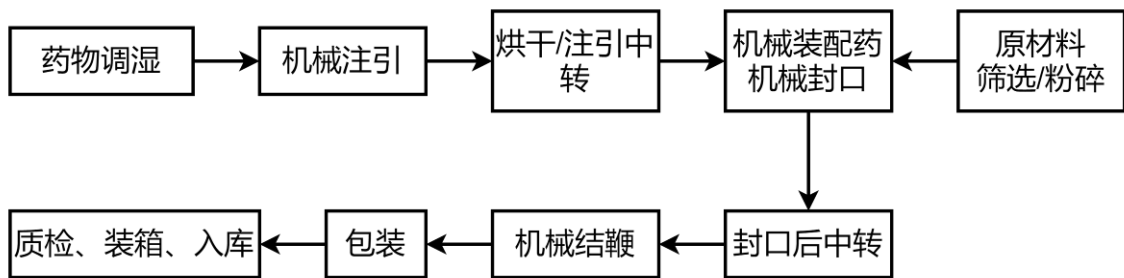 药物调湿
机械注引
烘干/注引中
转
机械装配药
机械封口
原材料
筛选/粉碎
质检、装箱、入库
包装
机械结鞭
封口后中转